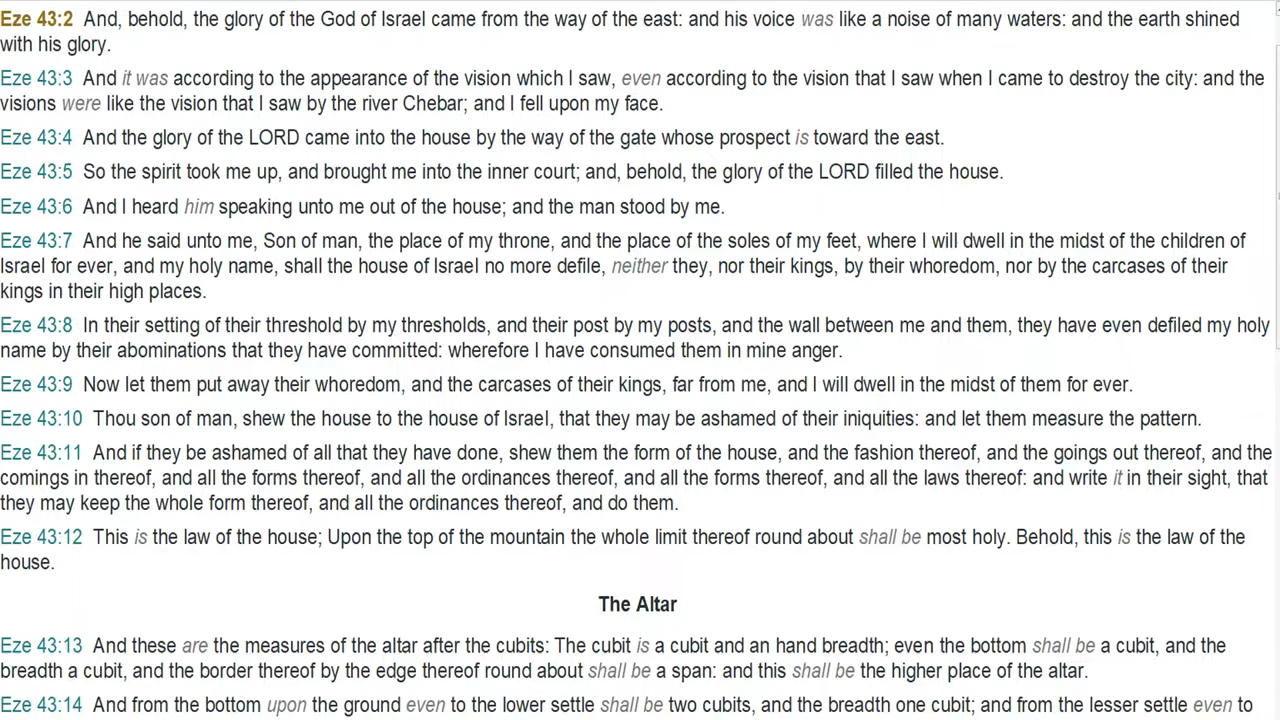 Eze 43:2 And, behold, the glory of the God of Israel came from the way of the east: and his voice was like a noise of many waters: and the earth shined
with his glory.
Eze 43:3 And it was according to the appearance of the vision which I saw, even according to the vision that I saw when I came to destroy the city: and the
visions were like the vision that I saw by the river Chebar; and I fell upon my face.
Eze 43:4 And the glory of the LORD came into the house by the way of the gate whose prospect is toward the east.
Eze 43:5 So the spirit took me up, and brought me into the inner court; and, behold, the glory of the LORD filled the house.
Eze 43:6 And I heard him speaking unto me out of the house; and the man stood by me.
Eze 43:7 And he said unto me, Son of man, the place of my throne, and the place of the soles of my feet, where I will dwell in the midst of the children of
Israel for ever, and my holy name, shall the house of Israel no more defile, neither they, nor their kings, by their whoredom, nor by the carcases of their
kings in their high places.
Eze 43:8 In their setting of their threshold by my thresholds, and their post by my posts, and the wall between me and them, they have even defiled my holy
name by their abominations that they have committed: wherefore I have consumed them in mine anger.
Eze 43:9 Now let them put away their whoredom, and the carcases of their kings, far from me, and I will dwell in the midst of them for ever.
Eze 43:10 Thou son of man, shew the house to the house of Israel, that they may be ashamed of their iniquities: and let them measure the pattern.
Eze 43:11 And if they be ashamed of all that they have done, shew them the form of the house, and the fashion thereof, and the goings out thereof, and the
comings in thereof, and all the forms thereof, and all the ordinances thereof, and all the forms thereof, and all the laws thereof: and write it in their sight, that
they may keep the whole form thereof, and all the ordinances thereof, and do them.
Eze 43:12 This is the law of the house; Upon the top of the mountain the whole limit thereof round about shall be most holy. Behold, this is the law of the
house.
The Altar
Eze 43:13 And these are the measures of the altar after the cubits: The cubit is a cubit and an hand breadth; even the bottom shall be a cubit, and the
breadth a cubit, and the border thereof by the edge thereof round about shall be a span: and this shall be the higher place of the altar.
Eze 43:14 And from the bottom upon the ground even to the lower settle shall be two cubits, and the breadth one cubit; and from the lesser settle even to